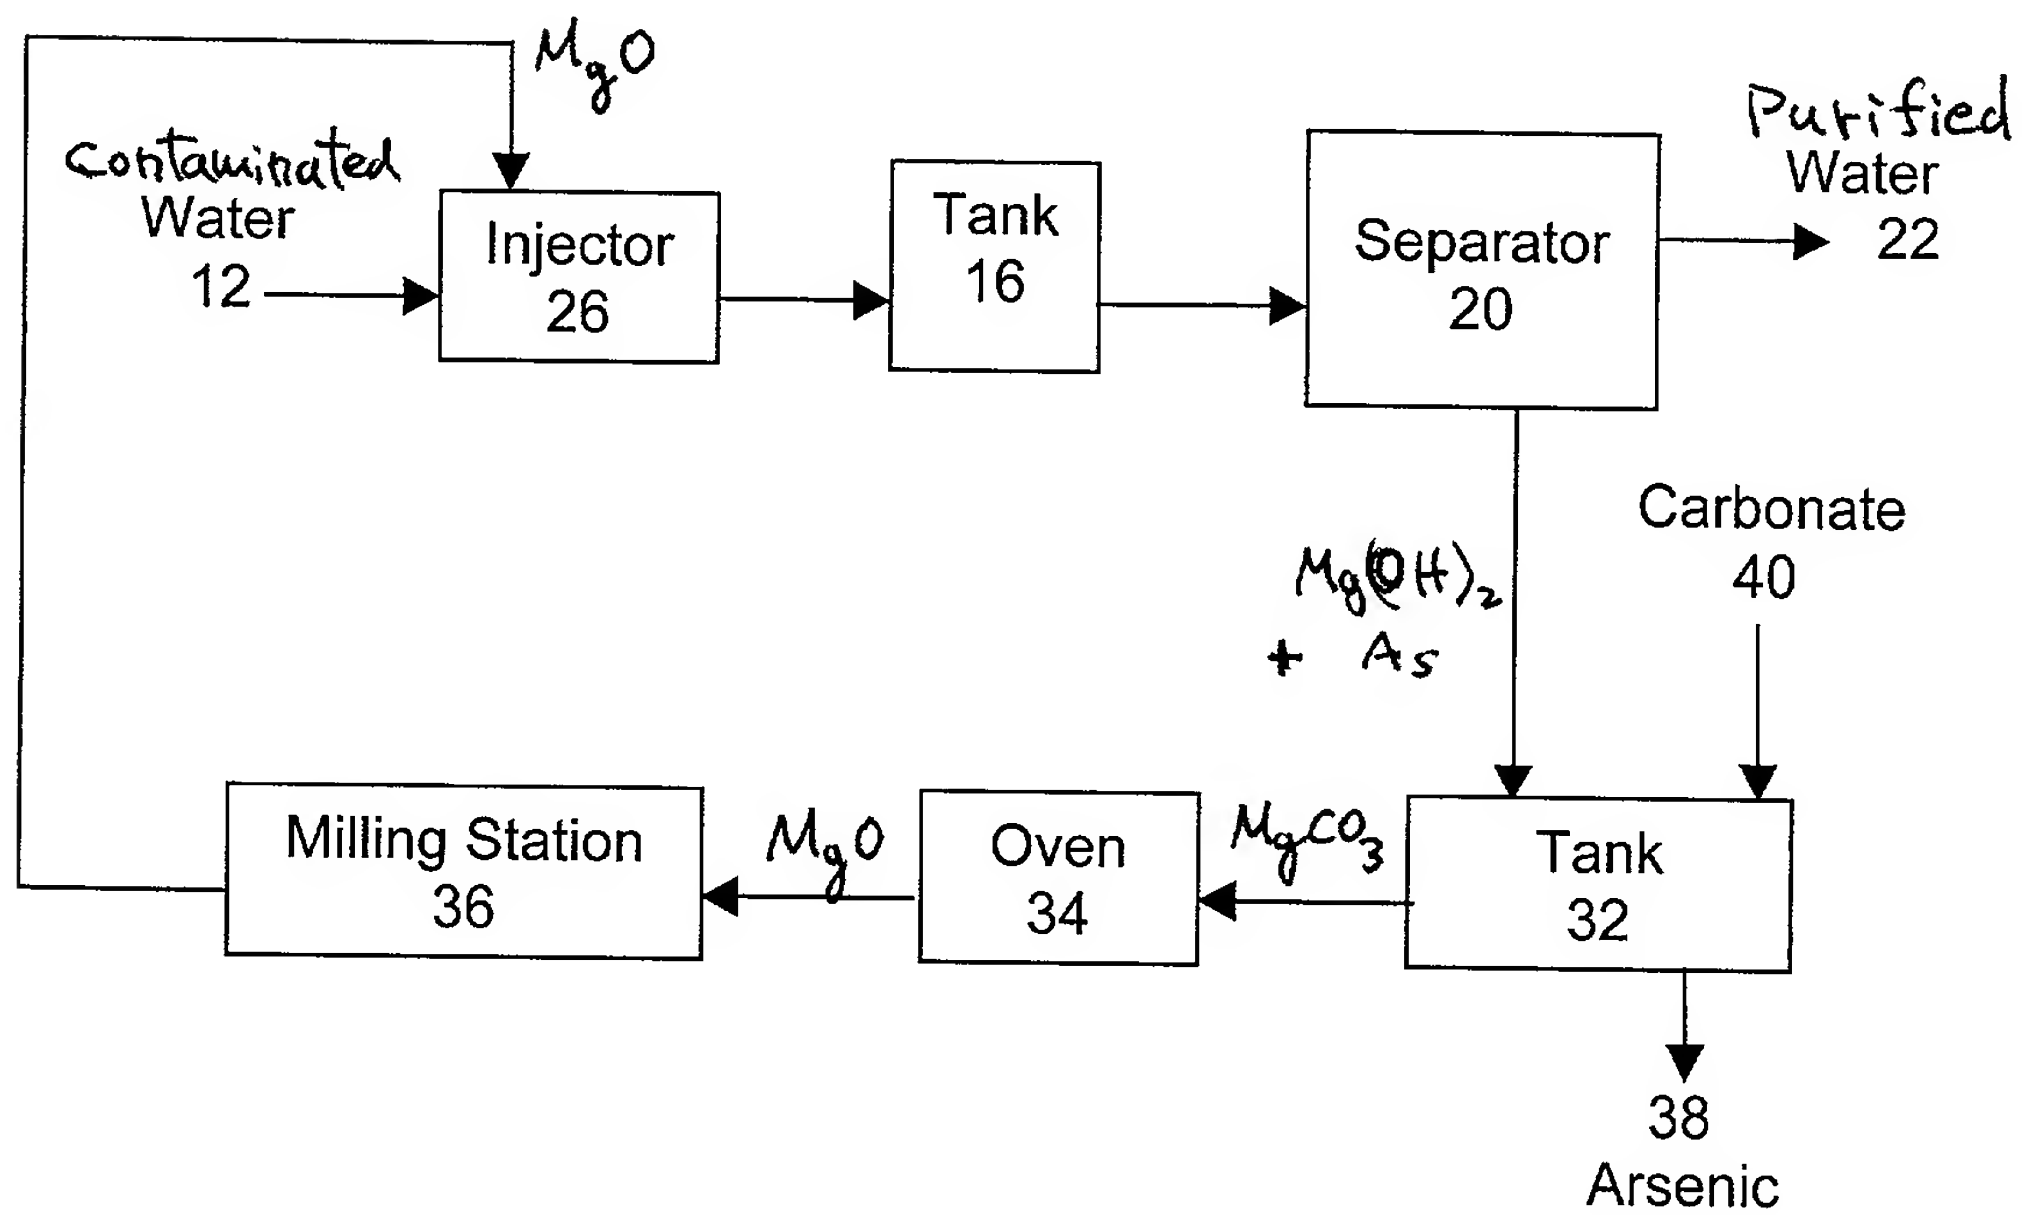 MgO
Contaminated
Water
12
Injector
26
Tank
16
Separator
20
Purified
Water
22
Mg(OH)₂
+ As
Carbonate
40
Milling Station
36
MgO
Oven
34
MgCO₃
Tank
32
38
Arsenic